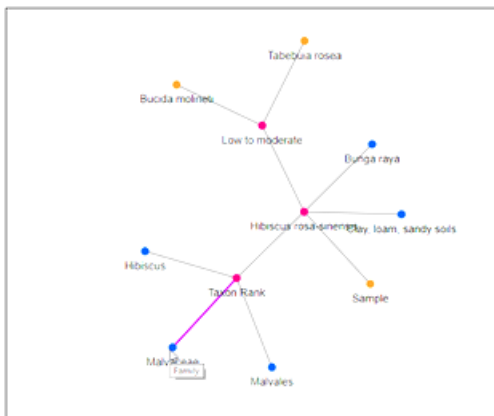 Tabebuia rosea
Bucida molineti
Low to moderate
Bunga raya
Hibiscus rosa-sinensis
Clay, loam, sandy soils
Hibiscus
Taxon Rank
Sample
Malvaceae
Family
Malvales